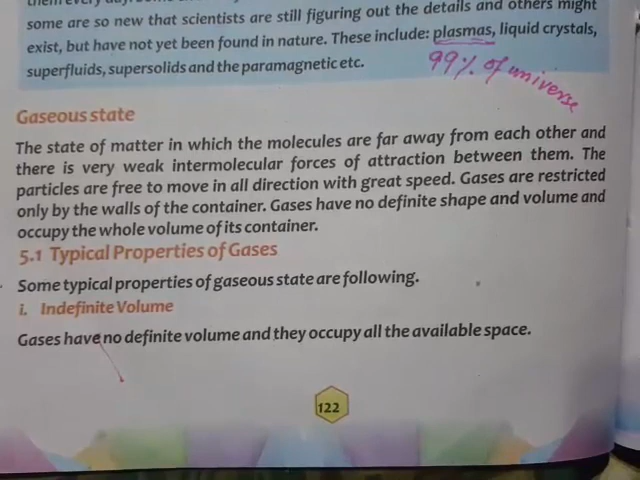 some are so new that scientists are still figuring out the details and others might
exist, but have not yet been found in nature. These include: plasmas, liquid crystals,
superfluids, supersolids and the paramagnetic etc.
99% of universe
Gaseous state
The state of matter in which the molecules are far away from each other and
there is very weak intermolecular forces of attraction between them. The
particles are free to move in all direction with great speed. Gases are restricted
only by the walls of the container. Gases have no definite shape and volume and
occupy the whole volume of its container.
5.1 Typical Properties of Gases
Some typical properties of gaseous state are following.
i. Indefinite Volume
Gases have no definite volume and they occupy all the available space.
122